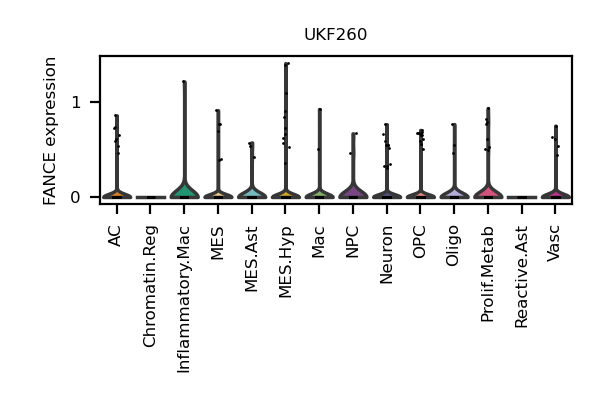 UKF260
FANCE expression
1
0
AC
Chromatin.Reg
Inflammatory.Mac
MES
MES.Ast
MES.Hyp
Mac
NPC
Neuron
OPC
Oligo
Prolif.Metab
Reactive.Ast
Vasc